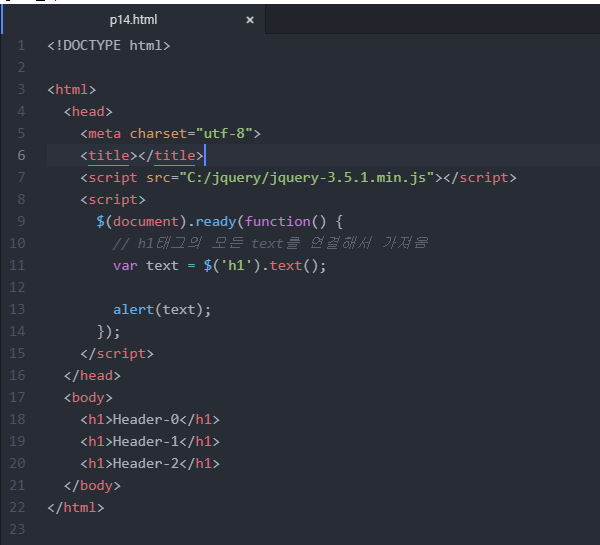 p14.html ×
1 <!DOCTYPE html>
2
3 <html>
4 <head>
5 <meta charset="utf-8">
6 <title></title>
7 <script src="C:/jquery/jquery-3.5.1.min.js"></script>
8 <script>
9 $(document).ready(function() {
10 // h1태그의 모든 text를 연결해서 가져옴
11 var text = $('h1').text();
12
13 alert(text);
14 });
15 </script>
16 </head>
17 <body>
18 <h1>Header-0</h1>
19 <h1>Header-1</h1>
20 <h1>Header-2</h1>
21 </body>
22 </html>
23